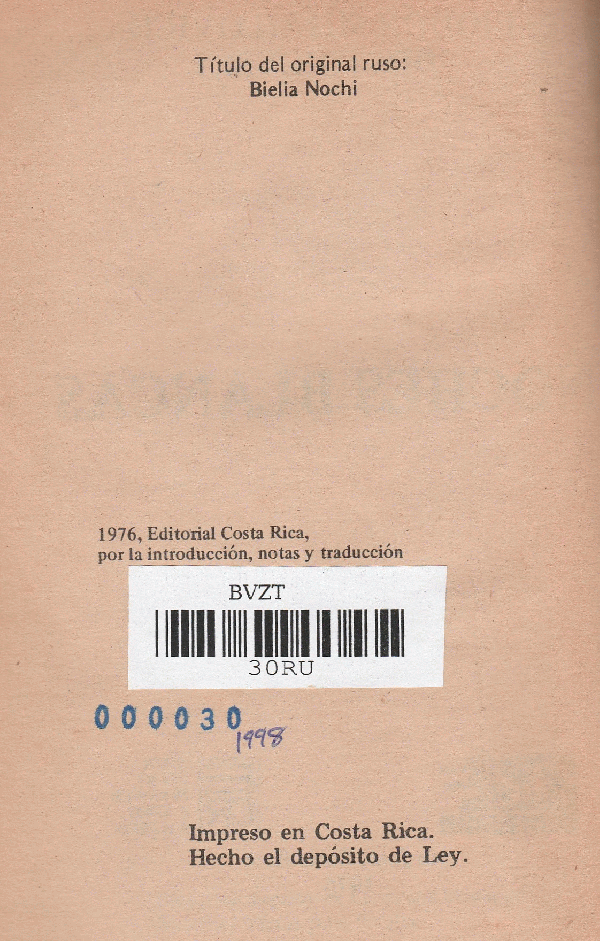 Título del original ruso:
Bielia Nochi
1976, Editorial Costa Rica,
por la introducción, notas y traducción
BVZT
30RU
000030
1998
Impreso en Costa Rica.
Hecho el depósito de Ley.